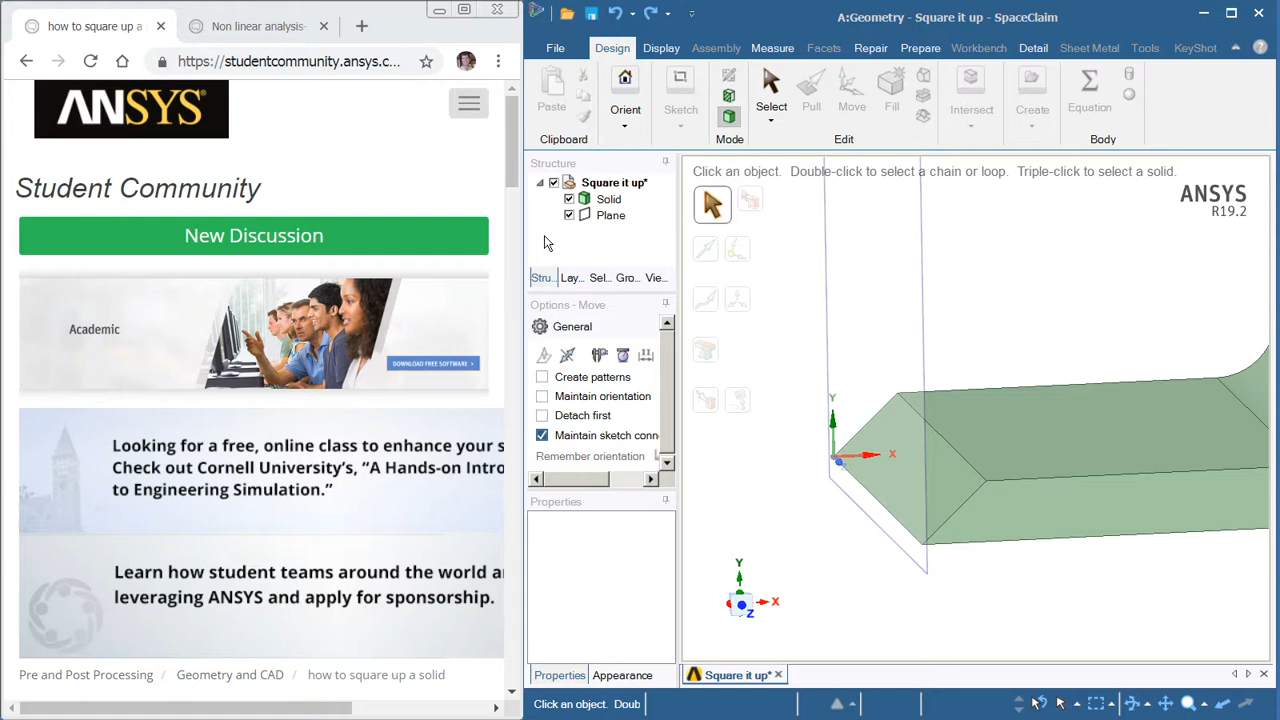 how to square up a s
Non linear analysis-
https://studentcommunity.ansys.c...
ANSYS
Student Community
New Discussion
Academic
DOWNLOAD FREE SOFTWARE >
Looking for a free, online class to enhance your s
Check out Cornell University's, "A Hands-on Intro
to Engineering Simulation."
Learn how student teams around the world a
leveraging ANSYS and apply for sponsorship.
Pre and Post Processing / Geometry and CAD / how to square up a solid
A:Geometry - Square it up - SpaceClaim
File Design Display Assembly Measure Facets Repair Prepare Workbench Detail Sheet Metal Tools KeyShot
Paste Orient Sketch Select Pull Move Fill Intersect Create Equation
Clipboard Mode Edit Body
Structure
Square it up*
Solid
Plane
Stru... Lay... Sel... Gro... Vie...
Options - Move
General
Create patterns
Maintain orientation
Detach first
Maintain sketch conn
Remember orientation
Properties
Properties Appearance
Click an object. Double-click to select a chain or loop. Triple-click to select a solid.
ANSYS
R19.2
Y
X
Y
X
Z
Square it up*
Click an object. Doub